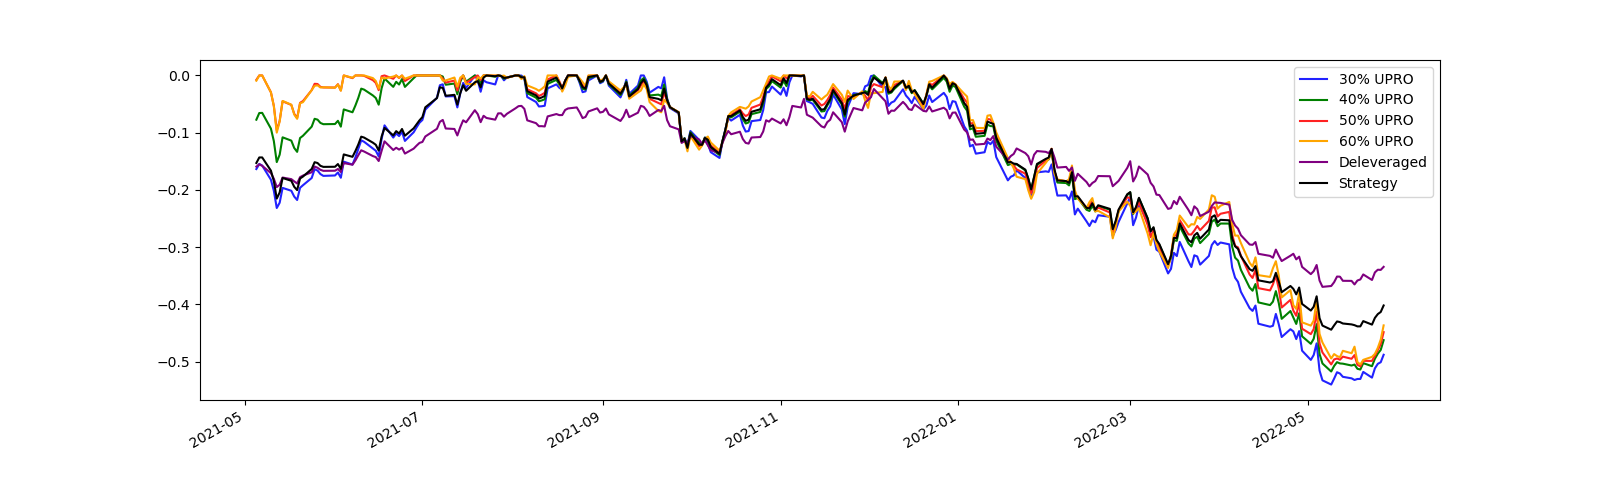 0.0
−0.1
−0.2
−0.3
−0.4
−0.5
2021-05
2021-07
2021-09
2021-11
2022-01
2022-03
2022-05
30% UPRO
40% UPRO
50% UPRO
60% UPRO
Deleveraged
Strategy